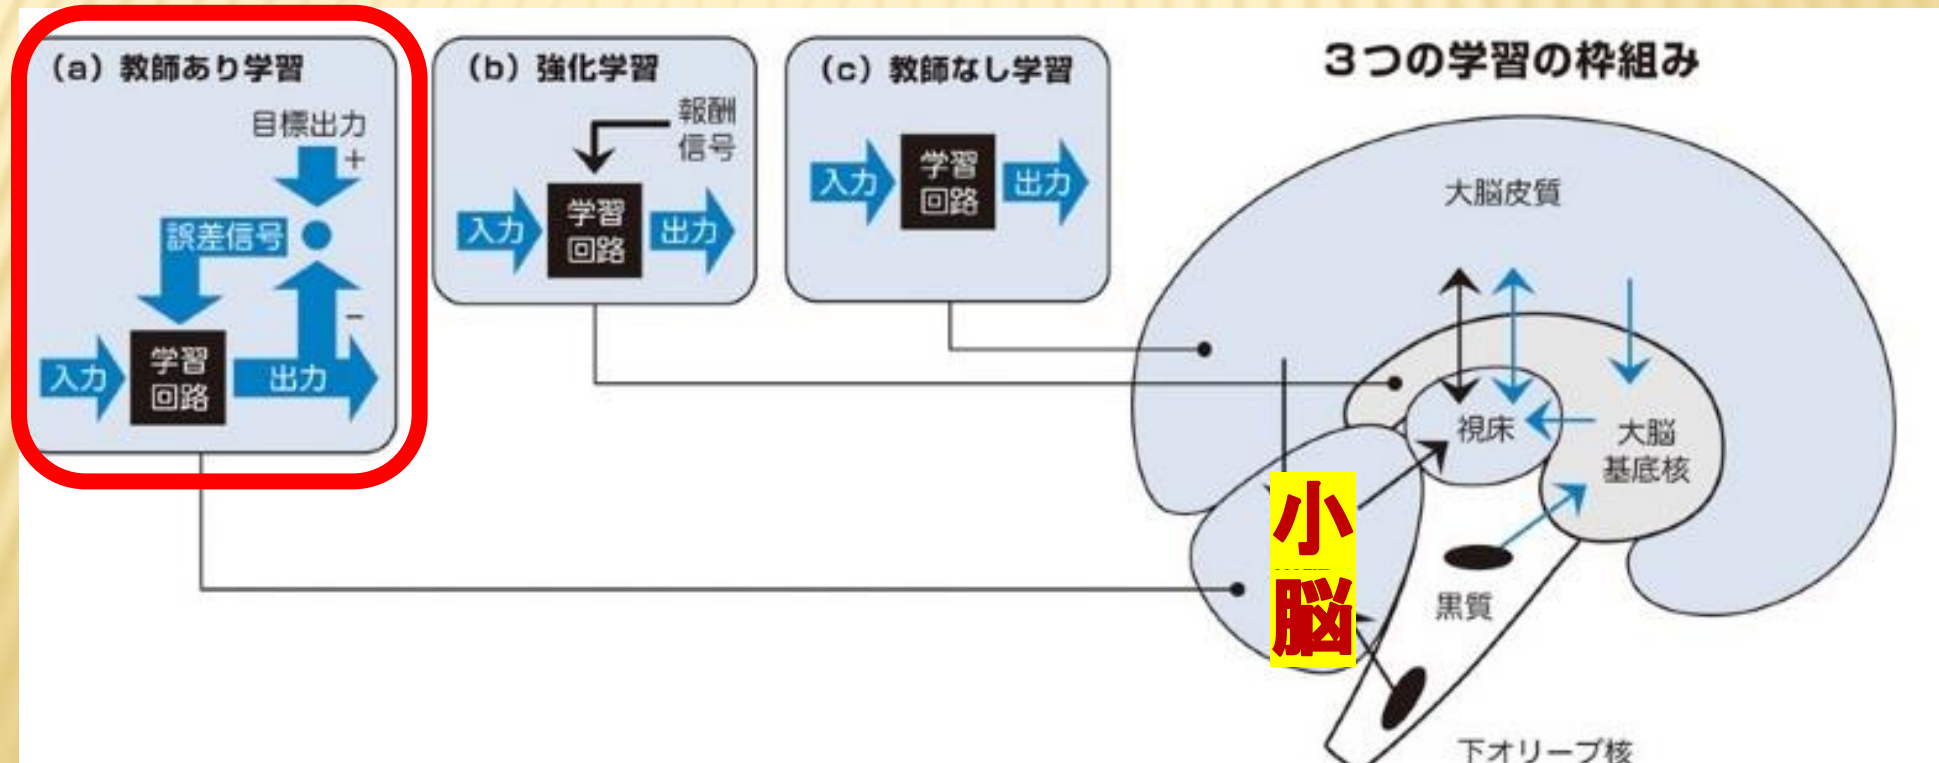 3つの学習の枠組み
(a) 教師あり学習
目標出力
+
誤差信号
−
入力
学習
回路
出力
(b) 強化学習
報酬
信号
入力
学習
回路
出力
(c) 教師なし学習
入力
学習
回路
出力
大脳皮質
視床
大脳
基底核
小
脳
黒質
下オリーブ核